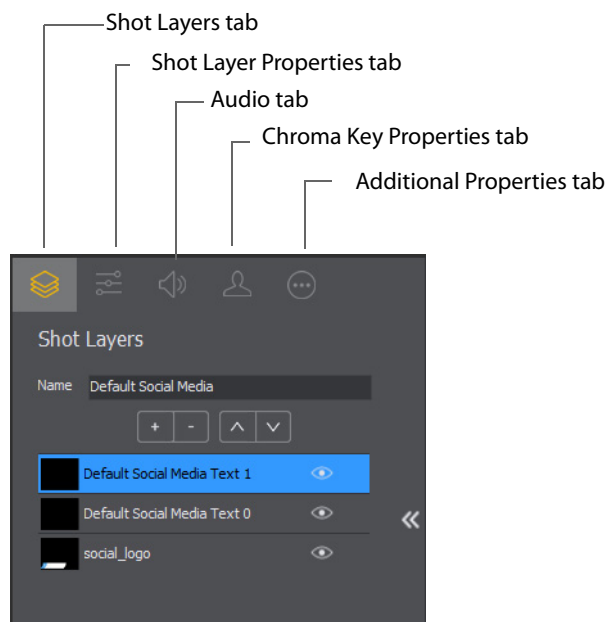 Shot Layers tab
Shot Layer Properties tab
Audio tab
Chroma Key Properties tab
Additional Properties tab
Shot Layers
Name Default Social Media
+ -
Default Social Media Text 1
Default Social Media Text 0
social_logo